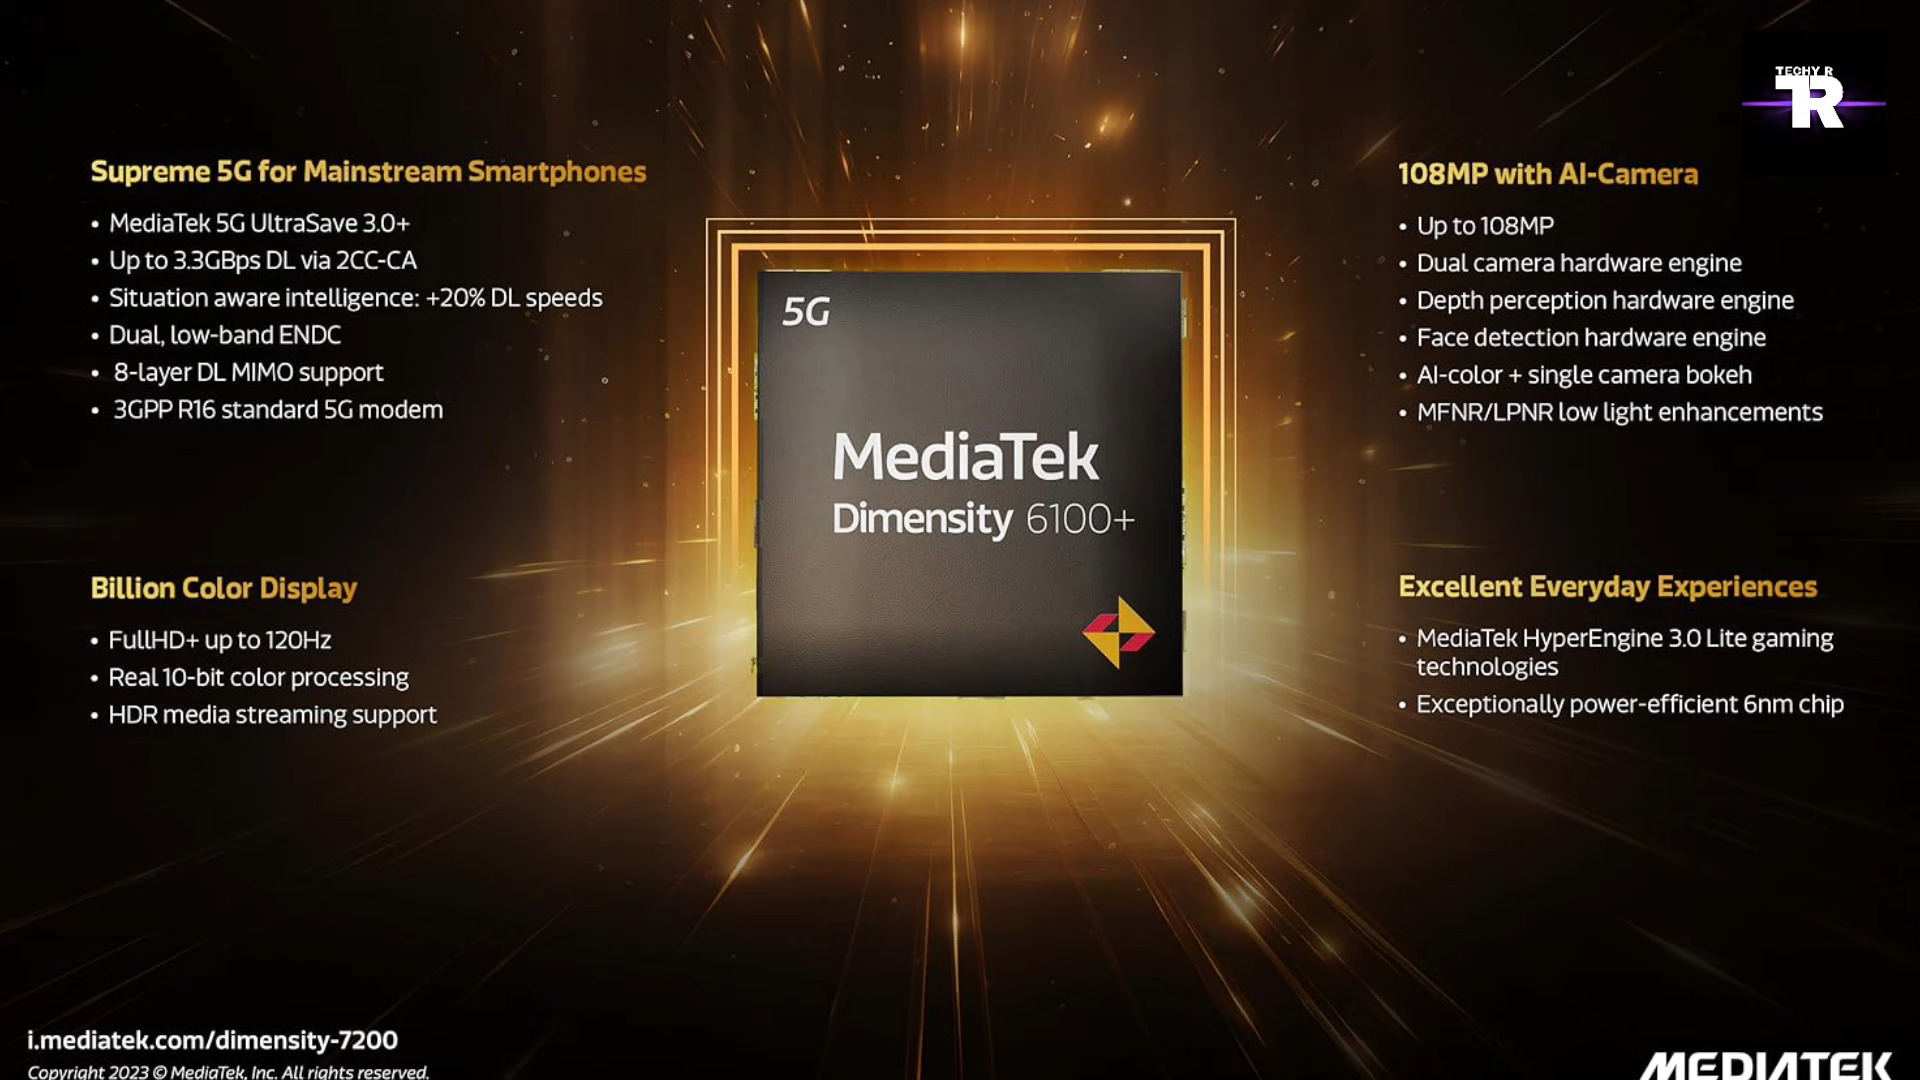 TECHY R
TR
Supreme 5G for Mainstream Smartphones
• MediaTek 5G UltraSave 3.0+
• Up to 3.3GBps DL via 2CC-CA
• Situation aware intelligence: +20% DL speeds
• Dual, low-band ENDC
• 8-layer DL MIMO support
• 3GPP R16 standard 5G modem
Billion Color Display
• FullHD+ up to 120Hz
• Real 10-bit color processing
• HDR media streaming support
5G
MediaTek
Dimensity 6100+
108MP with AI-Camera
• Up to 108MP
• Dual camera hardware engine
• Depth perception hardware engine
• Face detection hardware engine
• AI-color + single camera bokeh
• MFNR/LPNR low light enhancements
Excellent Everyday Experiences
• MediaTek HyperEngine 3.0 Lite gaming
technologies
• Exceptionally power-efficient 6nm chip
i.mediatek.com/dimensity-7200
Copyright 2023 © MediaTek, Inc. All rights reserved.
MEDIATEK